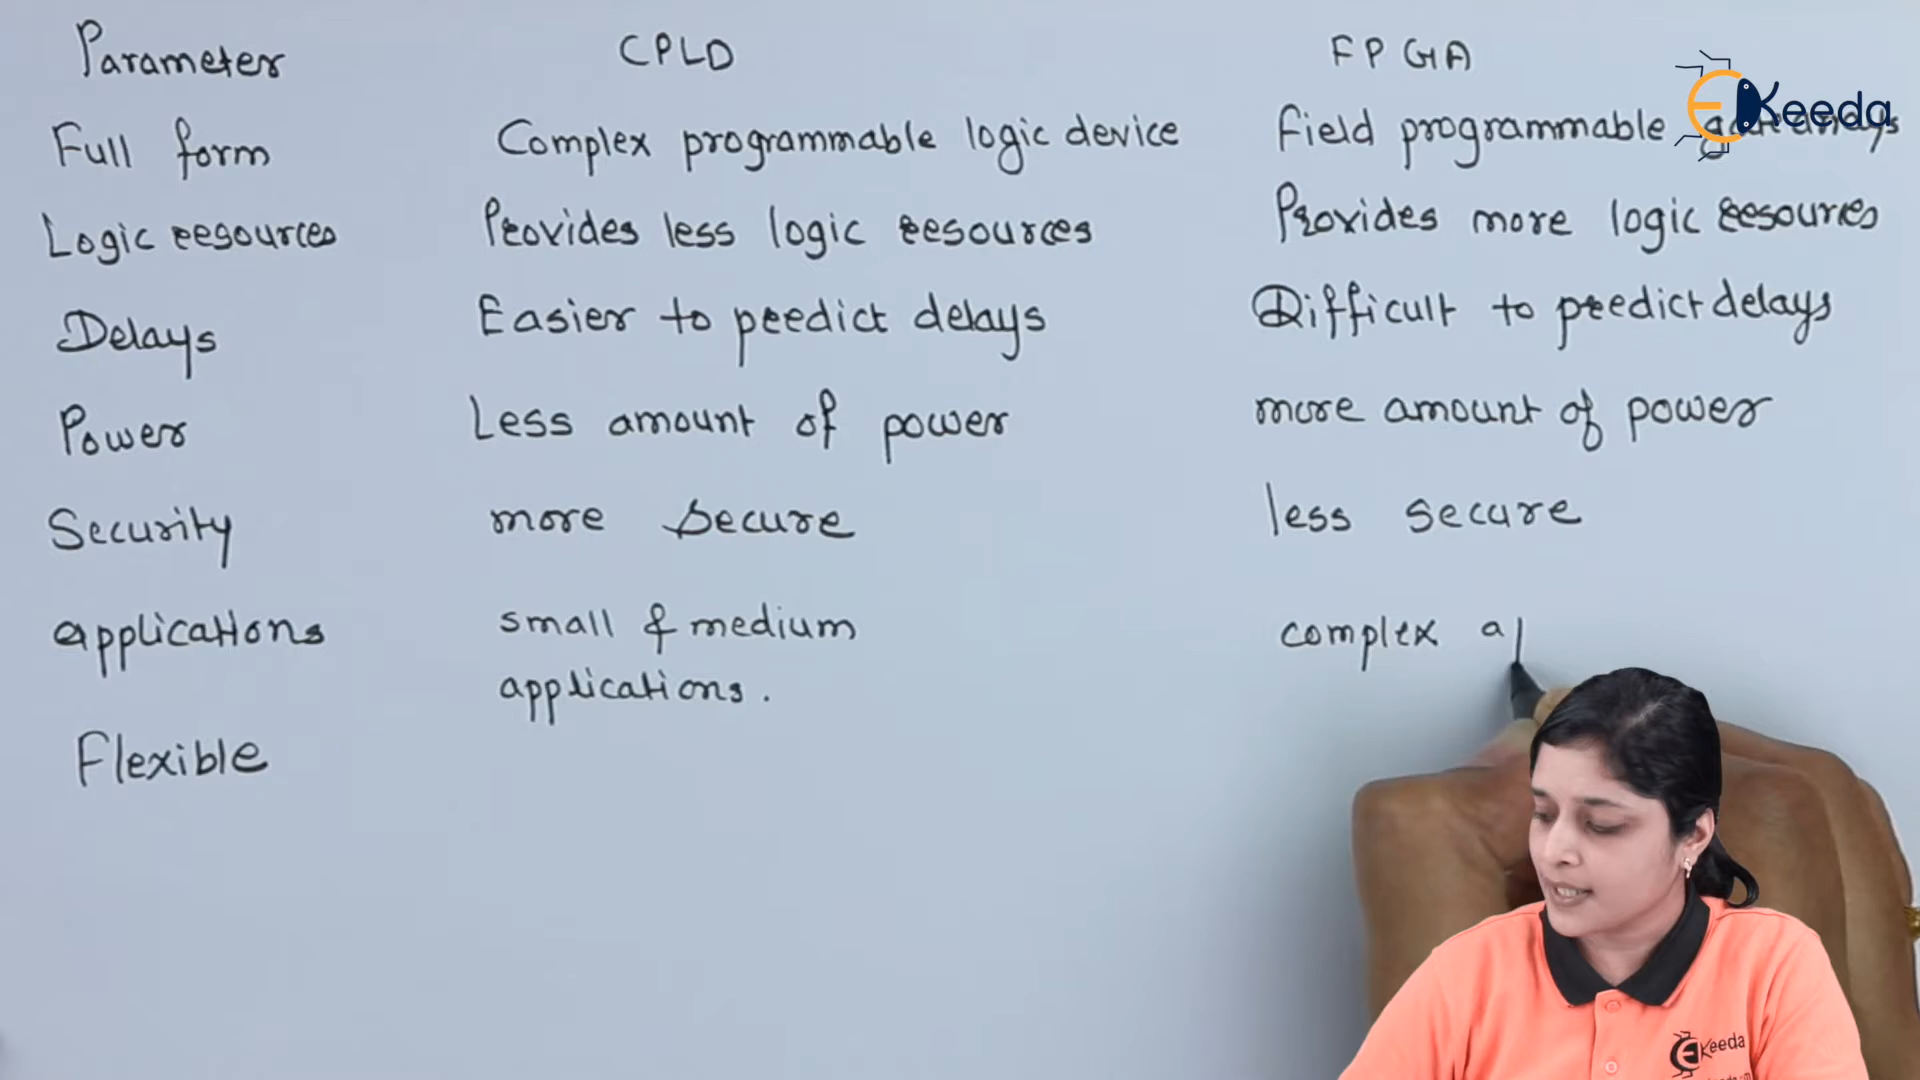 Parameter CPLD FPGA
Full form Complex programmable logic device Field programmable
Logic resources Provides less logic resources Provides more logic resources
Delays Easier to predict delays Difficult to predict delays
Power Less amount of power more amount of power
Security more secure less secure
applications small & medium complex a
applications.
Flexible
EKeeda
EKeeda